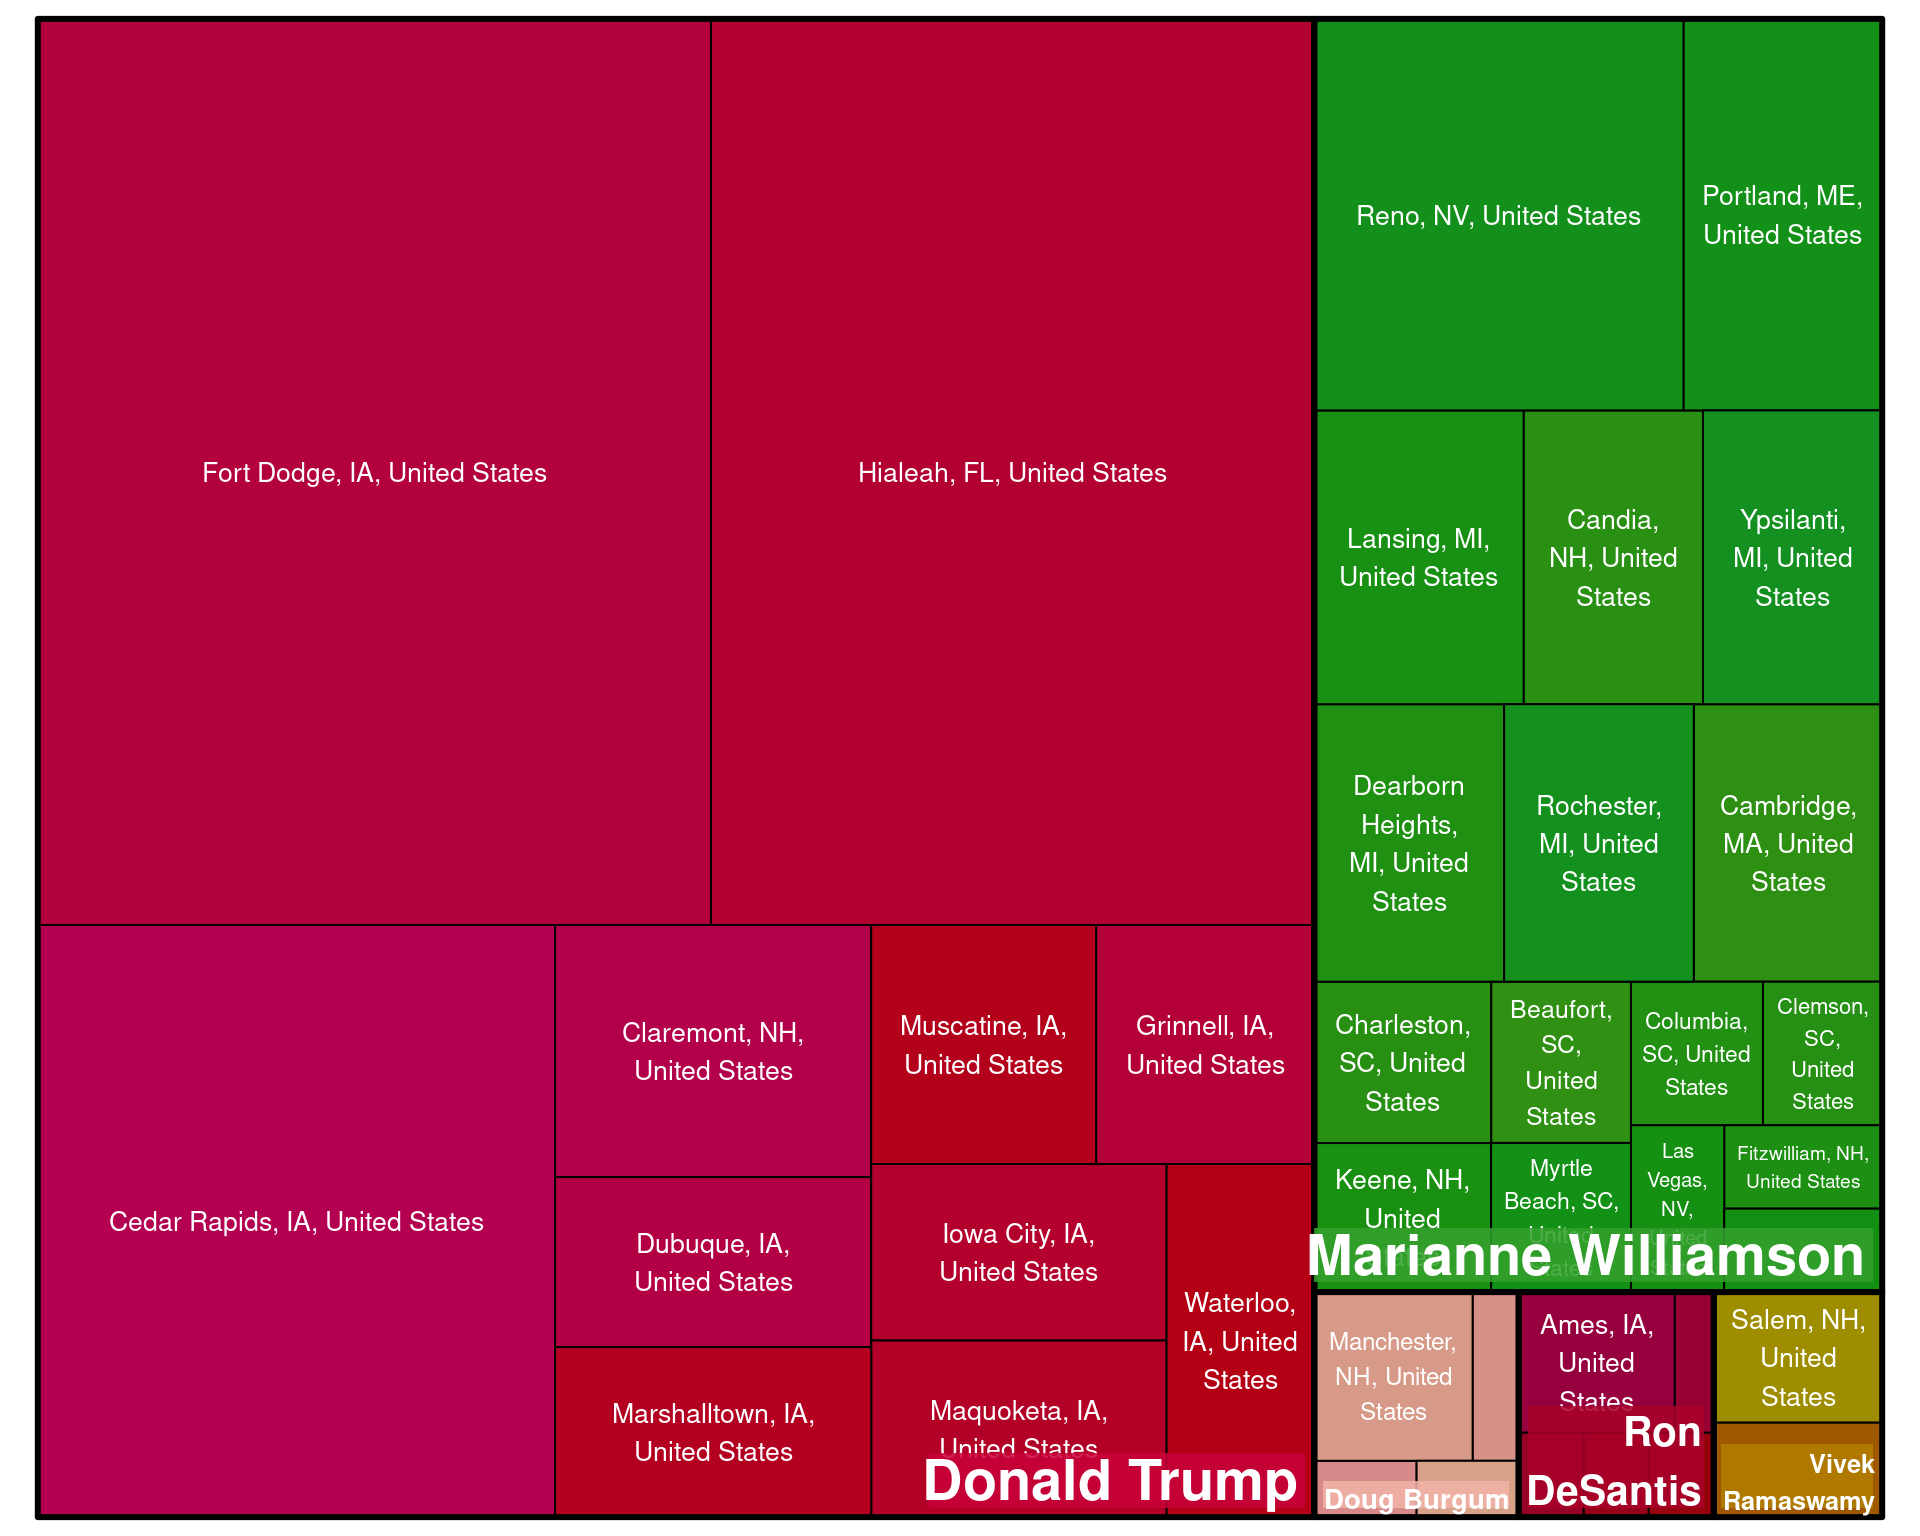 Fort Dodge, IA, United States
Hialeah, FL, United States
Cedar Rapids, IA, United States
Claremont, NH,
United States
Dubuque, IA,
United States
Marshalltown, IA,
United States
Muscatine, IA,
United States
Grinnell, IA,
United States
Iowa City, IA,
United States
Maquoketa, IA,
United States
Waterloo,
IA, United
States
Donald Trump
Reno, NV, United States
Portland, ME,
United States
Lansing, MI,
United States
Candia,
NH, United
States
Ypsilanti,
MI, United
States
Dearborn
Heights,
MI, United
States
Rochester,
MI, United
States
Cambridge,
MA, United
States
Charleston,
SC, United
States
Beaufort,
SC,
United
States
Columbia,
SC, United
States
Clemson,
SC,
United
States
Keene, NH,
United
Myrtle
Beach, SC,
United
Las
Vegas,
NV,
United
Fitzwilliam, NH,
United States
Marianne Williamson
Manchester,
NH, United
States
Doug Burgum
Ames, IA,
United
States
Ron
DeSantis
Salem, NH,
United
States
Vivek
Ramaswamy